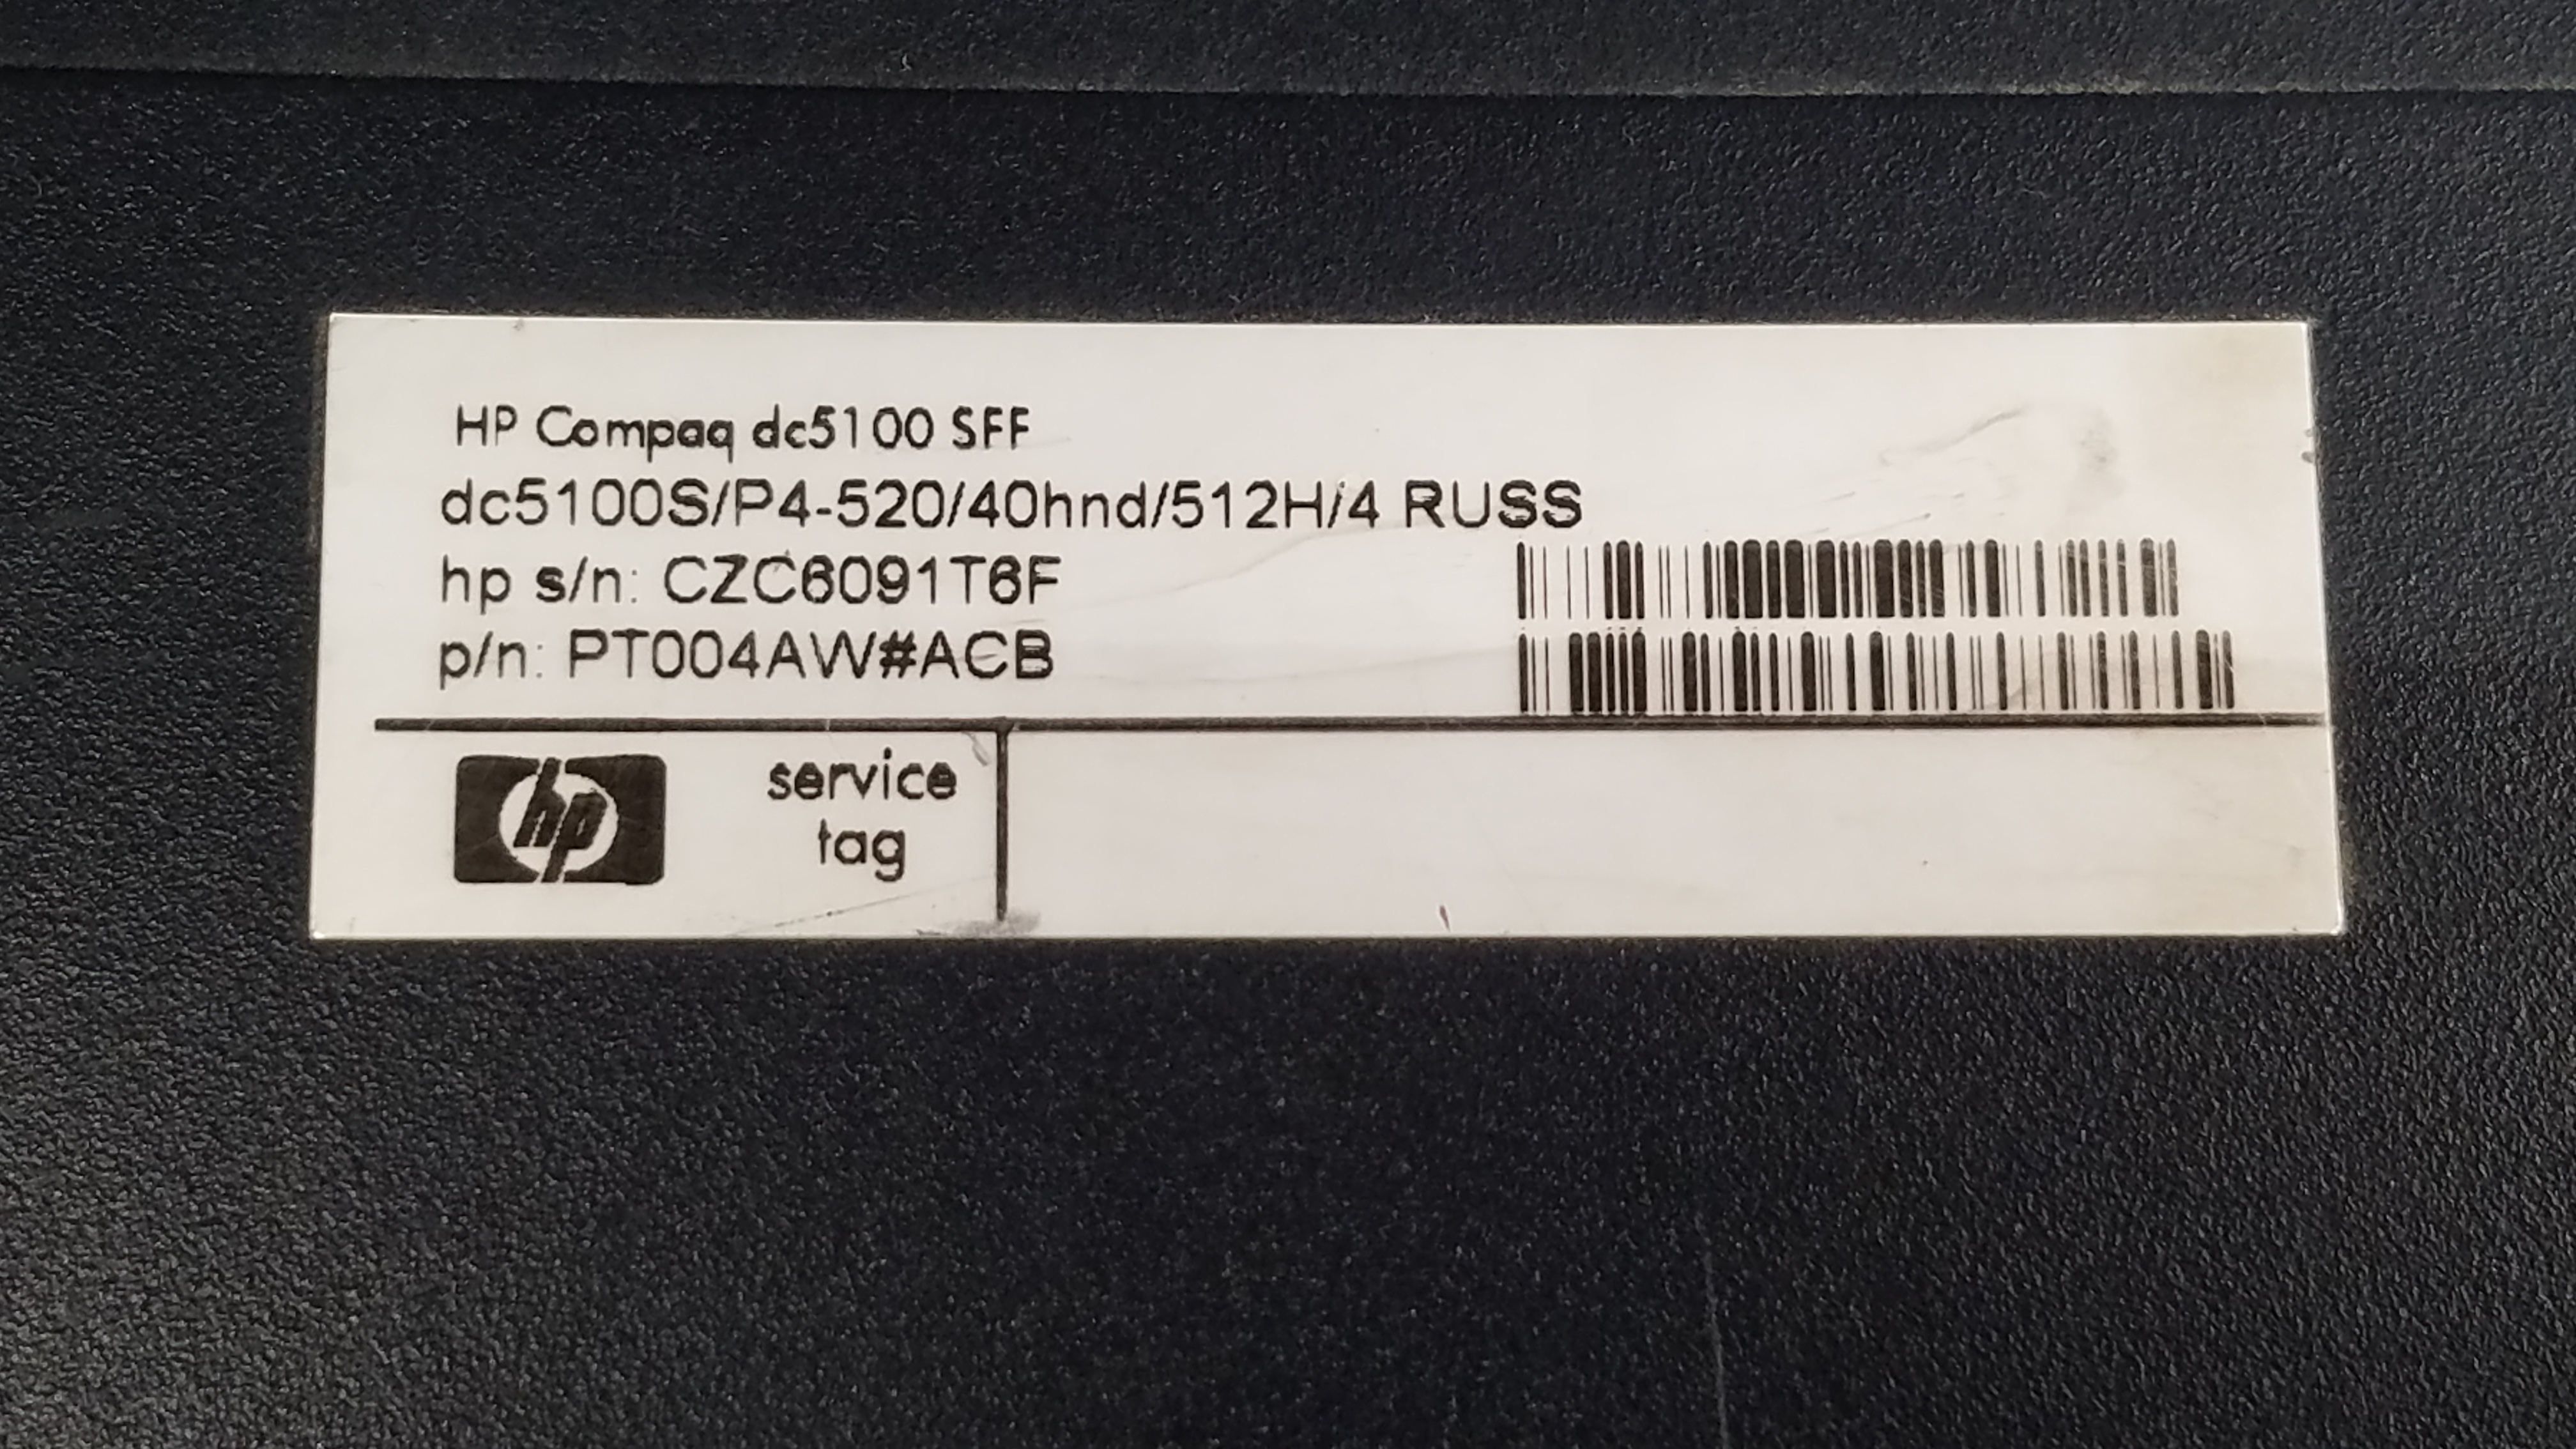 HP Compaq dc5100 SFF
dc5100S/P4-520/40hnd/512H/4 RUSS
hp s/n: CZC6091T6F
p/n: PT004AW#ACB
hp
service
tag